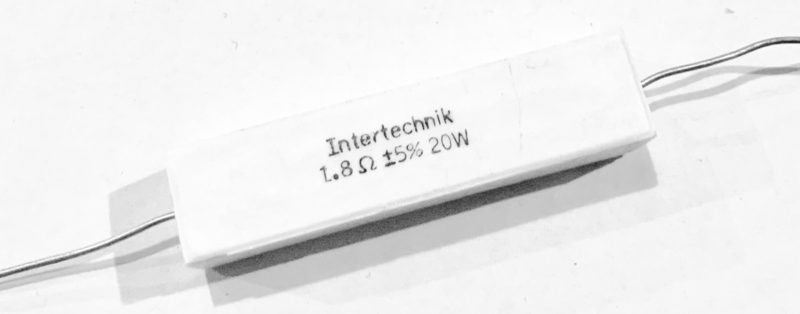 Intertechnik
1.8 Ω ±5% 20W